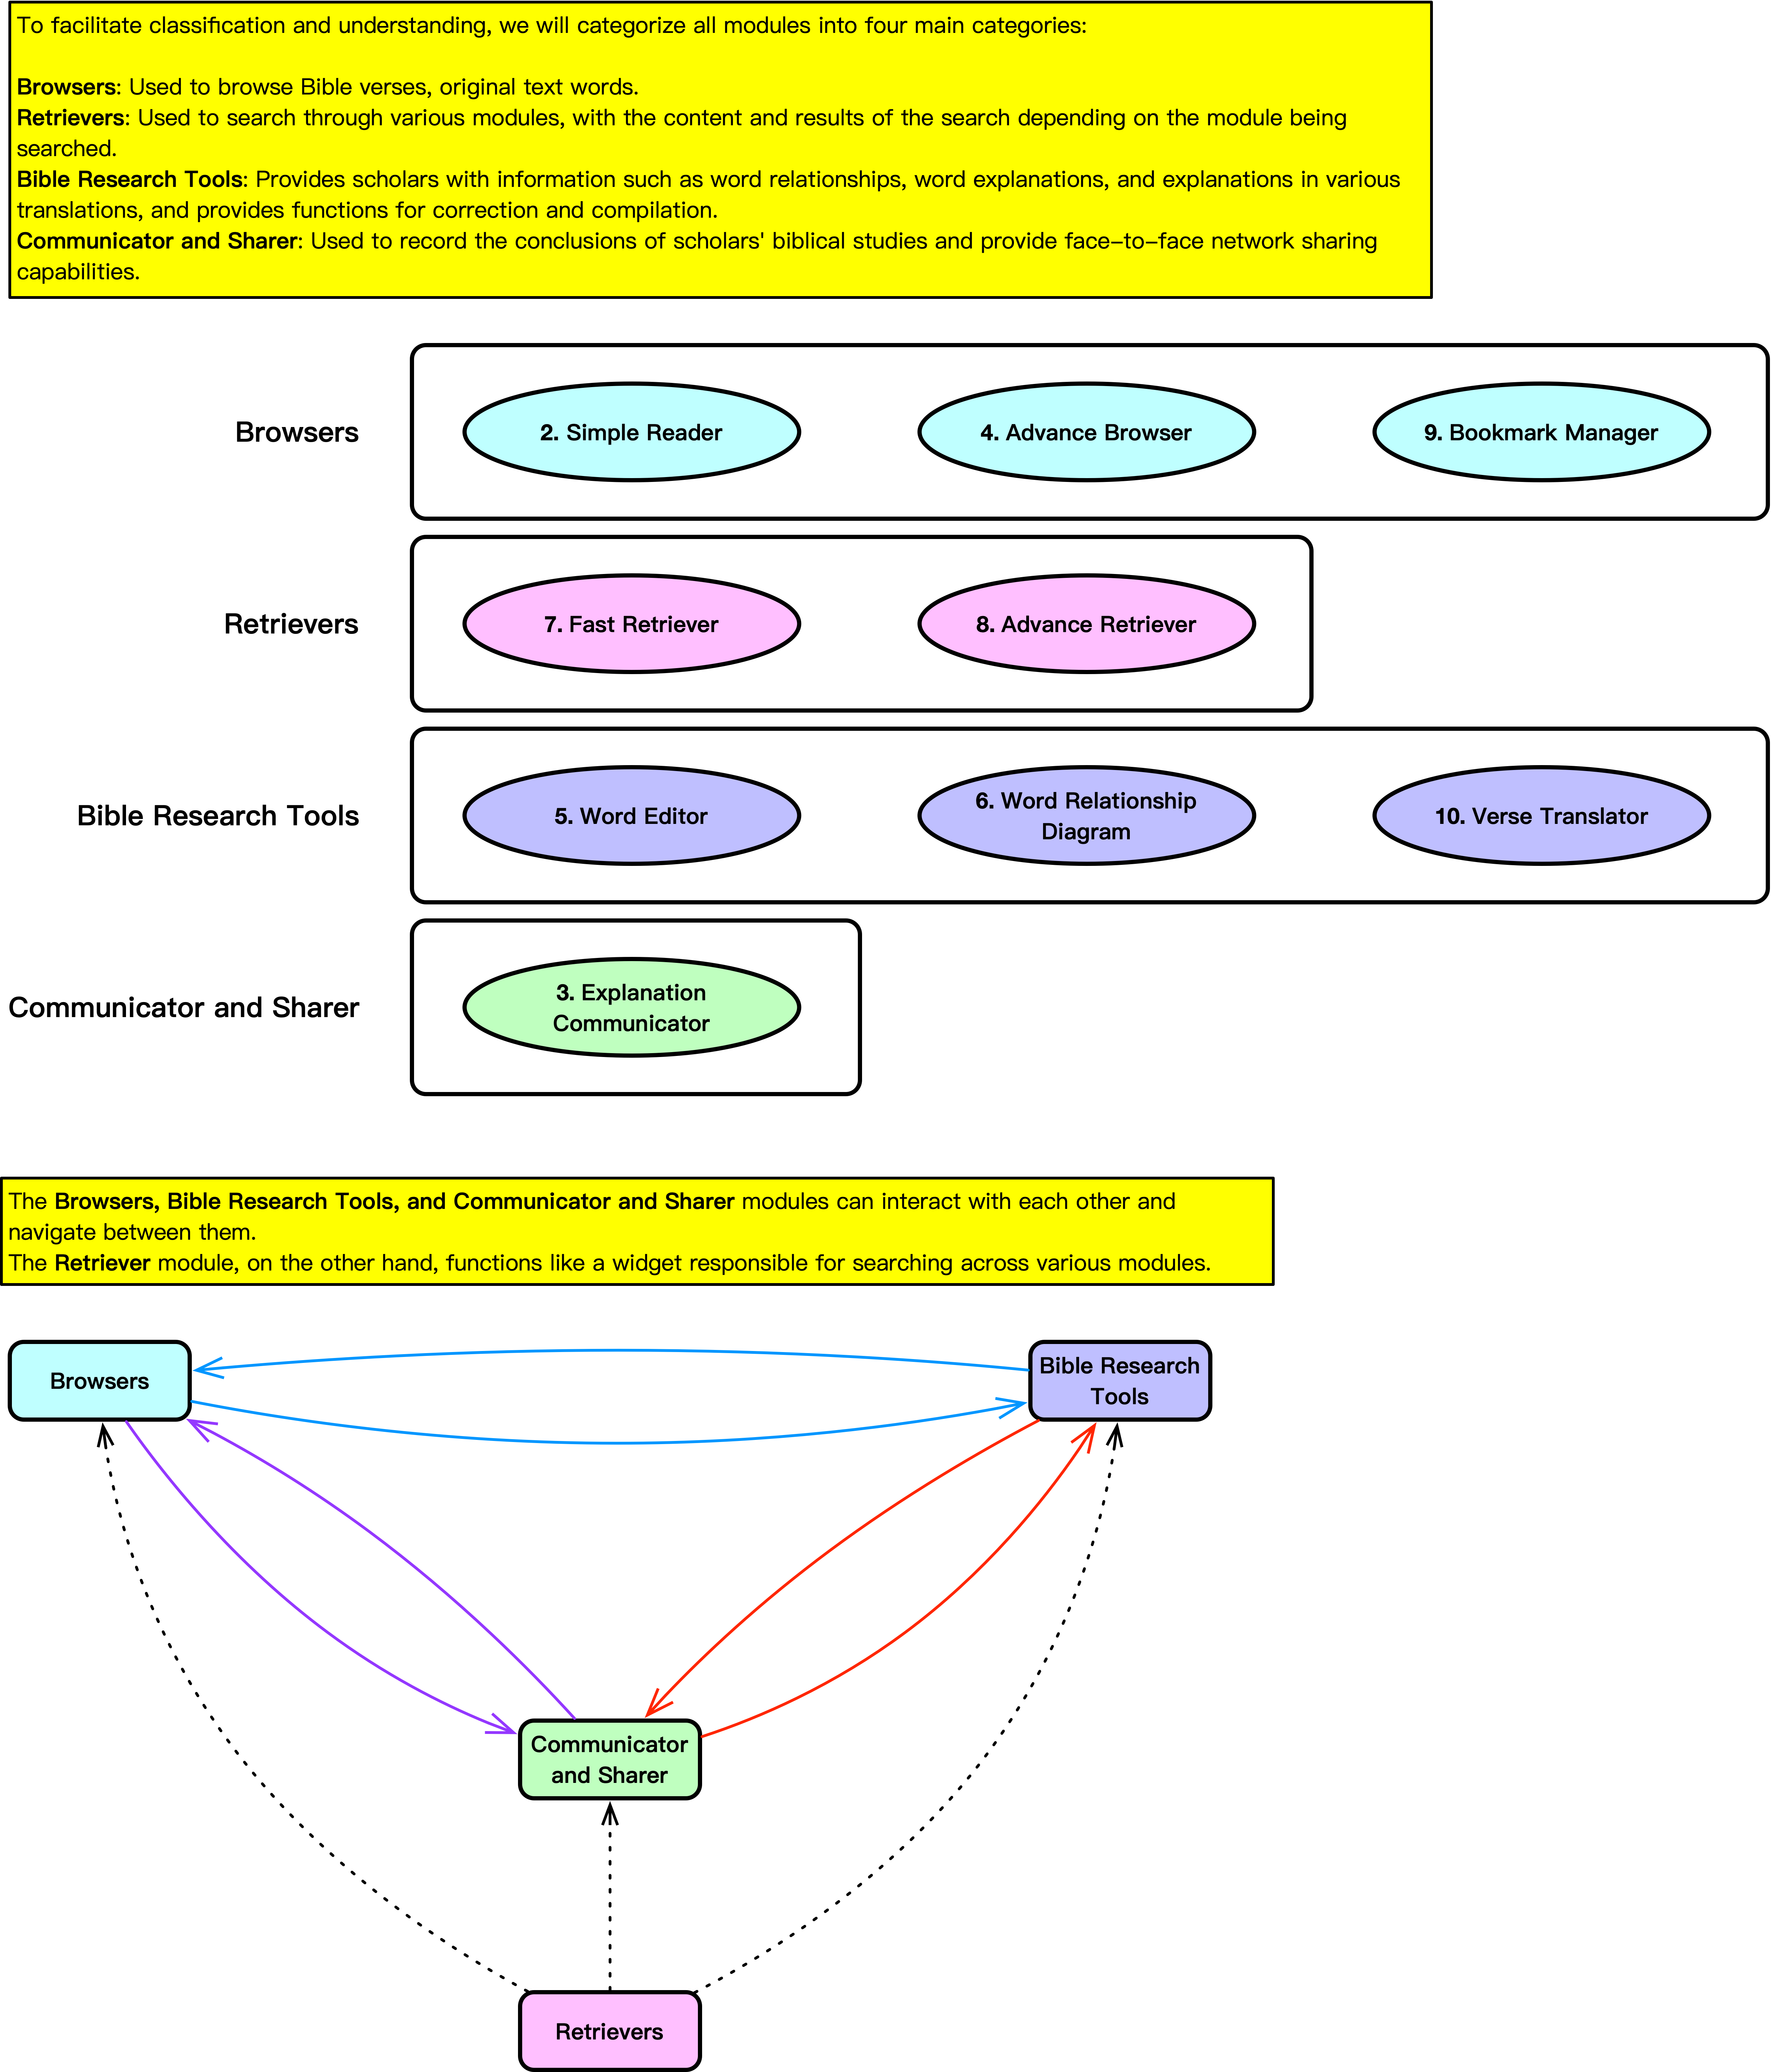 To facilitate classification and understanding, we will categorize all modules into four main categories:
Browsers: Used to browse Bible verses, original text words.
Retrievers: Used to search through various modules, with the content and results of the search depending on the module being
searched.
Bible Research Tools: Provides scholars with information such as word relationships, word explanations, and explanations in various
translations, and provides functions for correction and compilation.
Communicator and Sharer: Used to record the conclusions of scholars' biblical studies and provide face-to-face network sharing
capabilities.
Browsers
2. Simple Reader
4. Advance Browser
9. Bookmark Manager
Retrievers
7. Fast Retriever
8. Advance Retriever
Bible Research Tools
5. Word Editor
6. Word Relationship
Diagram
10. Verse Translator
Communicator and Sharer
3. Explanation
Communicator
The Browsers, Bible Research Tools, and Communicator and Sharer modules can interact with each other and
navigate between them.
The Retriever module, on the other hand, functions like a widget responsible for searching across various modules.
Browsers
Bible Research
Tools
Communicator
and Sharer
Retrievers